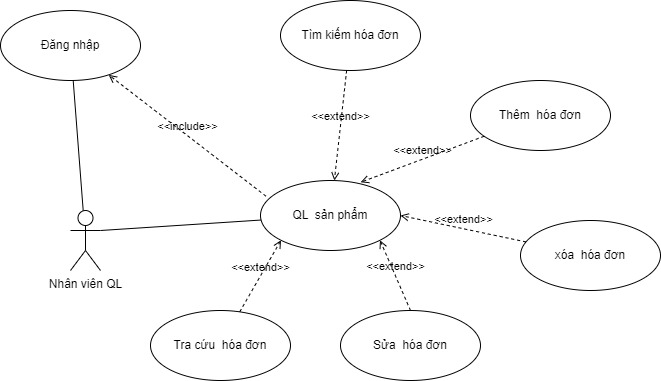 Tìm kiếm hóa đơn
Đăng nhập
<<extend>>
Thêm hóa đơn
<<include>>
<<extend>>
QL sản phẩm
<<extend>>
xóa hóa đơn
<<extend>>
<<extend>>
Nhân viên QL
Tra cứu hóa đơn
Sửa hóa đơn